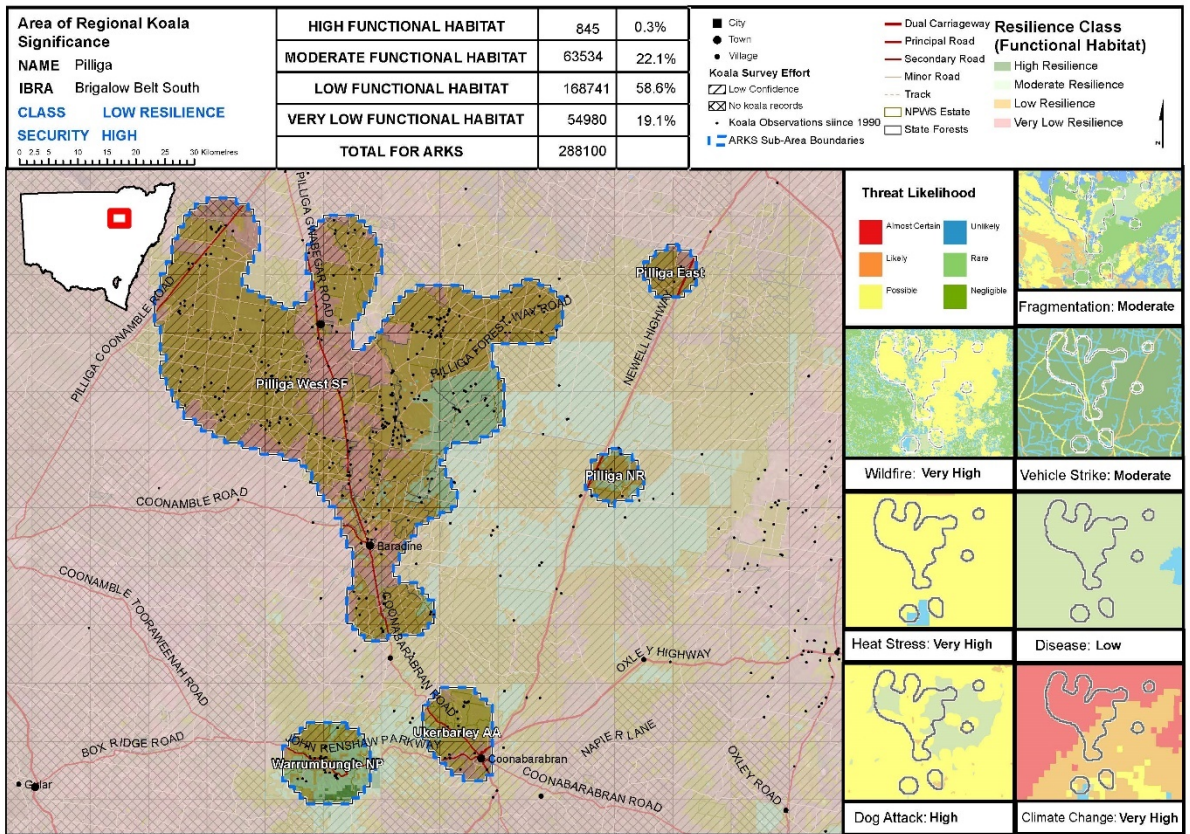 Area of Regional Koala
Significance
NAME Pilliga
IBRA Brigalow Belt South
CLASS LOW RESILIENCE
SECURITY HIGH
0 2.5 5 10 15 20 25 30 Kilometres
HIGH FUNCTIONAL HABITAT 845 0.3%
MODERATE FUNCTIONAL HABITAT 63534 22.1%
LOW FUNCTIONAL HABITAT 168741 58.6%
VERY LOW FUNCTIONAL HABITAT 54980 19.1%
TOTAL FOR ARKS 288100
City
Town
Village
Koala Survey Effort
Low Confidence
No koala records
Koala Observations siince 1990
ARKS Sub-Area Boundaries
Dual Carriageway
Principal Road
Secondary Road
Minor Road
Track
NPWS Estate
State Forests
Resilience Class
(Functional Habitat)
High Resilience
Moderate Resilience
Low Resilience
Very Low Resilience
N
PILLIGA COONAMBLE ROAD
PILLIGA GWABEGAR ROAD
PILLIGA FOREST WAY ROAD
Pilliga West SF
Pilliga East
NEWELL HIGHWAY
Pilliga NR
COONAMBLE ROAD
Baradine
COONAMBLE TOORAWEENAH ROAD
COONABARABRAN ROAD
OXLEY HIGHWAY
Ukerbarley AA
BOX RIDGE ROAD
JOHN RENSHAW PARKWAY
Warrumbungle NP
Coonabarabran
NAPIER LANE
OXLEY ROAD
COONABARABRAN ROAD
Gular
Threat Likelihood
Almost Certain
Unlikely
Likely
Rare
Possible
Negligible
Fragmentation: Moderate
Wildfire: Very High
Vehicle Strike: Moderate
Heat Stress: Very High
Disease: Low
Dog Attack: High
Climate Change: Very High